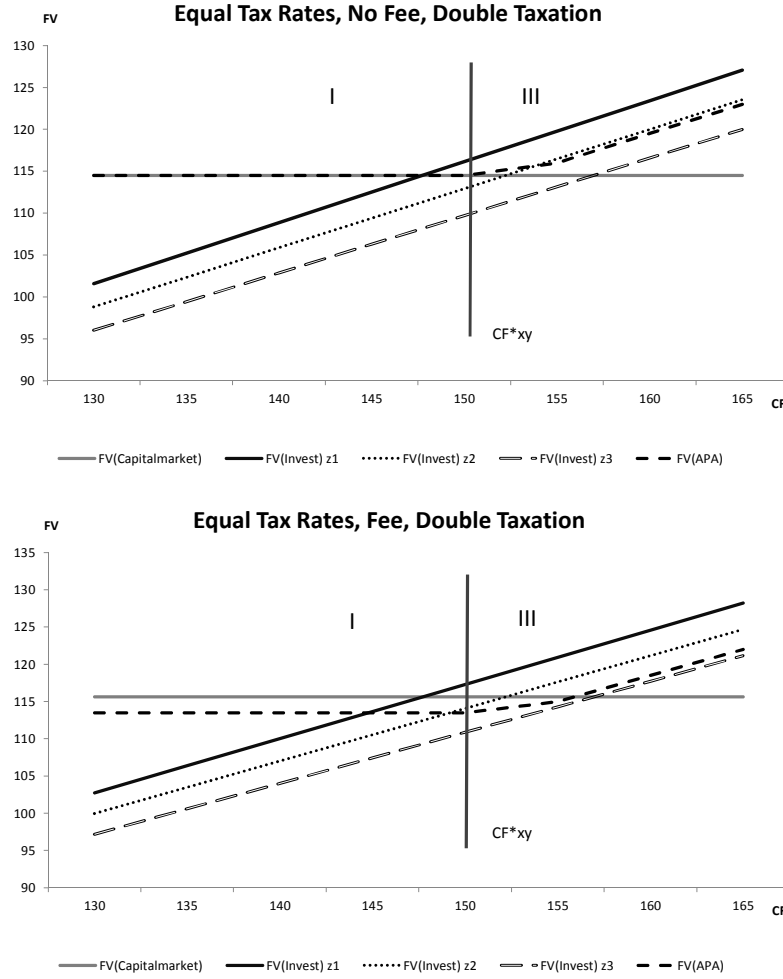 Equal Tax Rates, No Fee, Double Taxation
FV
130
125
120
115
110
105
100
95
90
I
III
CF*xy
130 135 140 145 150 155 160 165 CF
FV(Capitalmarket) FV(Invest) z1 FV(Invest) z2 FV(Invest) z3 FV(APA)
Equal Tax Rates, Fee, Double Taxation
FV
135
130
125
120
115
110
105
100
95
90
I
III
CF*xy
130 135 140 145 150 155 160 165 CF
FV(Capitalmarket) FV(Invest) z1 FV(Invest) z2 FV(Invest) z3 FV(APA)